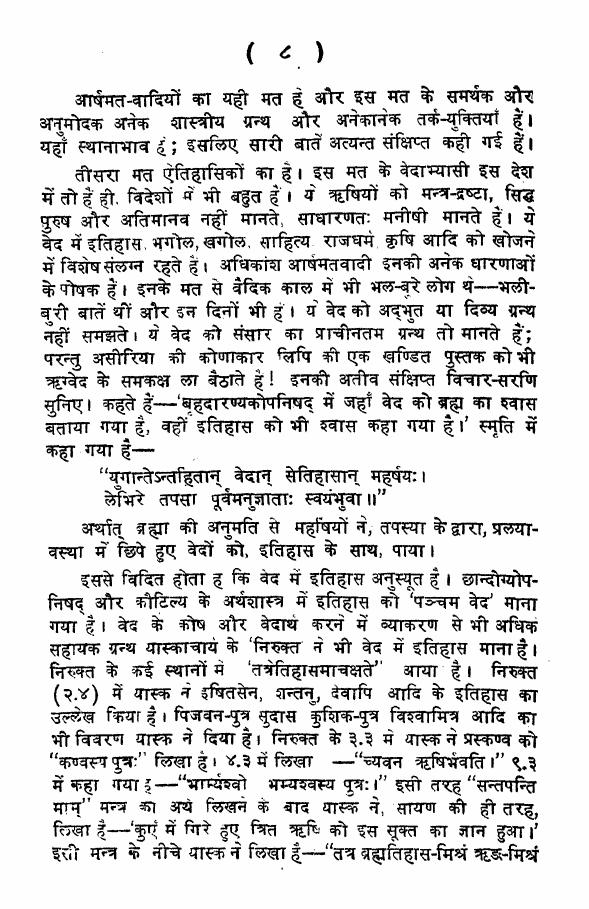 ( ८ )
आर्षमत-वादियों का यही मत है और इस मत के समर्थक और
अनुमोदक अनेक शास्त्रीय ग्रन्थ और अनेकानेक तर्क-युक्तियाँ हैं।
यहाँ स्थानाभाव है; इसलिए सारी बातें अत्यन्त संक्षिप्त कही गई हैं।
तीसरा मत ऐतिहासिकों का है। इस मत के वेदाभ्यासी इस देश
में तो हैं ही, विदेशों में भी बहुत हैं। ये ऋषियों को मन्त्र-द्रष्टा, सिद्ध
पुरुष और अतिमानव नहीं मानते, साधारणतः मनीषी मानते हैं। ये
वेद में इतिहास, भूगोल, खगोल, साहित्य, राजधर्म, कृषि आदि को खोजने
में विशेष संलग्न रहते हैं। अधिकांश आर्षमतवादी इनकी अनेक धारणाओं
के पोषक हैं। इनके मत से वैदिक काल में भी भले-बुरे लोग थे—भली-
बुरी बातें थीं और इन दिनों भी हैं। ये वेद को अद्भुत या दिव्य ग्रन्थ
नहीं समझते। ये वेद को संसार का प्राचीनतम ग्रन्थ तो मानते हैं;
परन्तु असीरिया की कोणाकार लिपि की एक खण्डित पुस्तक को भी
ऋग्वेद के समकक्ष ला बैठाते हैं! इनकी अतीव संक्षिप्त विचार-सरणि
सुनिए। कहते हैं—'बृहदारण्यकोपनिषद् में जहाँ वेद को ब्रह्म का श्वास
बताया गया है, वहीं इतिहास को भी श्वास कहा गया है।' स्मृति में
कहा गया है—
"युगान्तेऽन्तर्हितान् वेदान् सेतिहासान् महर्षयः।
लेभिरे तपसा पूर्वमनुज्ञाताः स्वयंभुवा॥"
अर्थात् ब्रह्मा की अनुमति से महर्षियों ने, तपस्या के द्वारा, प्रलया-
वस्था में छिपे हुए वेदों को, इतिहास के साथ, पाया।
इससे विदित होता है कि वेद में इतिहास अनुस्यूत है। छान्दोग्योप-
निषद् और कौटिल्य के अर्थशास्त्र में इतिहास को 'पञ्चम वेद' माना
गया है। वेद के कोष और वेदार्थ करने में व्याकरण से भी अधिक
सहायक ग्रन्थ यास्काचार्य के 'निरुक्त' ने भी वेद में इतिहास माना है।
निरुक्त के कई स्थानों में 'तत्रेतिहासमाचक्षते" आया है। निरुक्त
(२.४) में यास्क ने इषितसेन, शन्तनु, देवापि आदि के इतिहास का
उल्लेख किया है। पिजवन-पुत्र सुदास कुशिक-पुत्र विश्वामित्र आदि का
भी विवरण यास्क ने दिया है। निरुक्त के ३.३ में यास्क ने प्रस्कण्व को
"कण्वस्य पुत्रः" लिखा है। ४.३ में लिखा —"च्यवन ऋषिर्भवति।" ९.३
में कहा गया है—"भार्म्यश्वो भृम्यश्वस्य पुत्रः।" इसी तरह "सन्तपन्ति
माम्" मन्त्र का अर्थ लिखने के बाद यास्क ने, सायण की ही तरह,
लिखा है—'कुएँ में गिरे हुए त्रित ऋषि को इस सूक्त का ज्ञान हुआ।'
इसी मन्त्र के नीचे यास्क ने लिखा है—"तत्र ब्रह्मेतिहास-मिश्रं ऋङ-मिश्रं